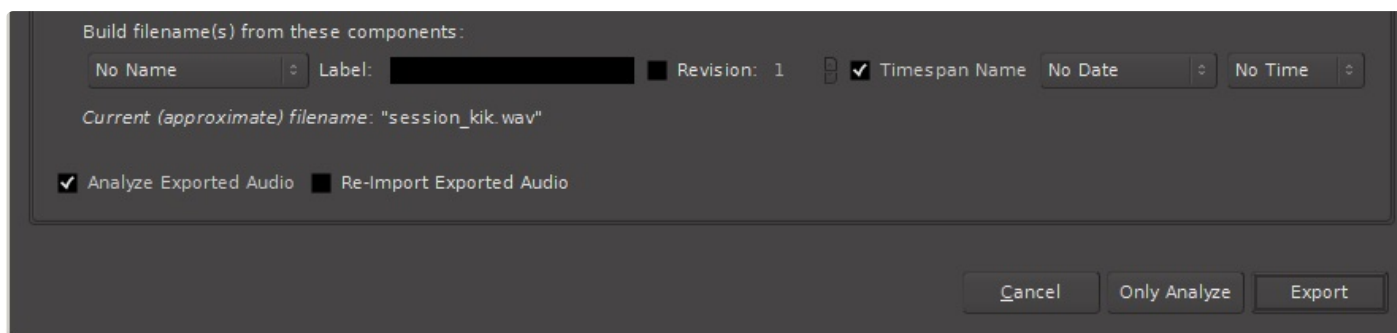 Build filename(s) from these components:
No Name Label: Revision: 1 Timespan Name No Date No Time
Current (approximate) filename: "session_kik.wav"
Analyze Exported Audio Re-Import Exported Audio
Cancel Only Analyze Export